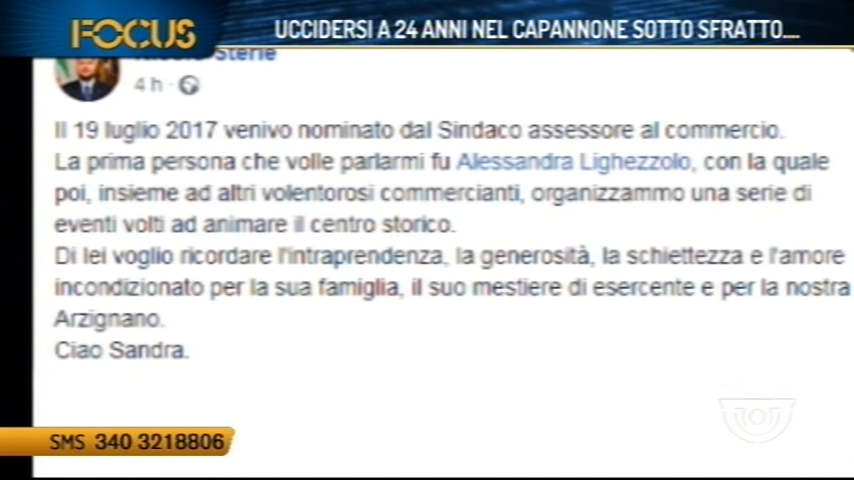 FOCUS
UCCIDERSI A 24 ANNI NEL CAPANNONE SOTTO SFRATTO....
Sterle
4 h ·
Il 19 luglio 2017 venivo nominato dal Sindaco assessore al commercio.
La prima persona che volle parlarmi fu Alessandra Lighezzolo, con la quale
poi, insieme ad altri volentorosi commercianti, organizzammo una serie di
eventi volti ad animare il centro storico.
Di lei voglio ricordare l'intraprendenza, la generosità, la schiettezza e l'amore
incondizionato per la sua famiglia, il suo mestiere di esercente e per la nostra
Arzignano.
Ciao Sandra.
SMS 340 3218806